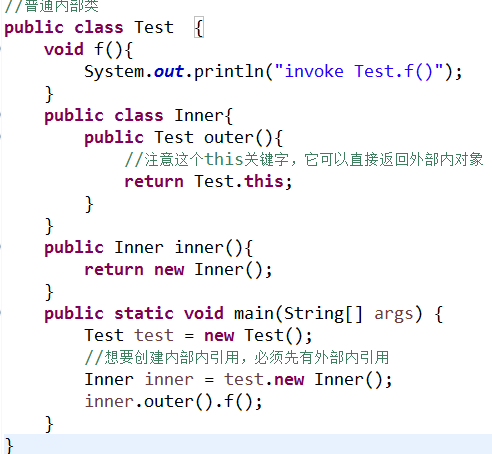 //普通内部类
public class Test  {
    void f(){
        System.out.println("invoke Test.f()");
    }
    public class Inner{
        public Test outer(){
            //注意这个this关键字，它可以直接返回外部内对象
            return Test.this;
        }
    }
    public Inner inner(){
        return new Inner();
    }
    public static void main(String[] args) {
        Test test = new Test();
        //想要创建内部内引用，必须先有外部内引用
        Inner inner = test.new Inner();
        inner.outer().f();
    }
}